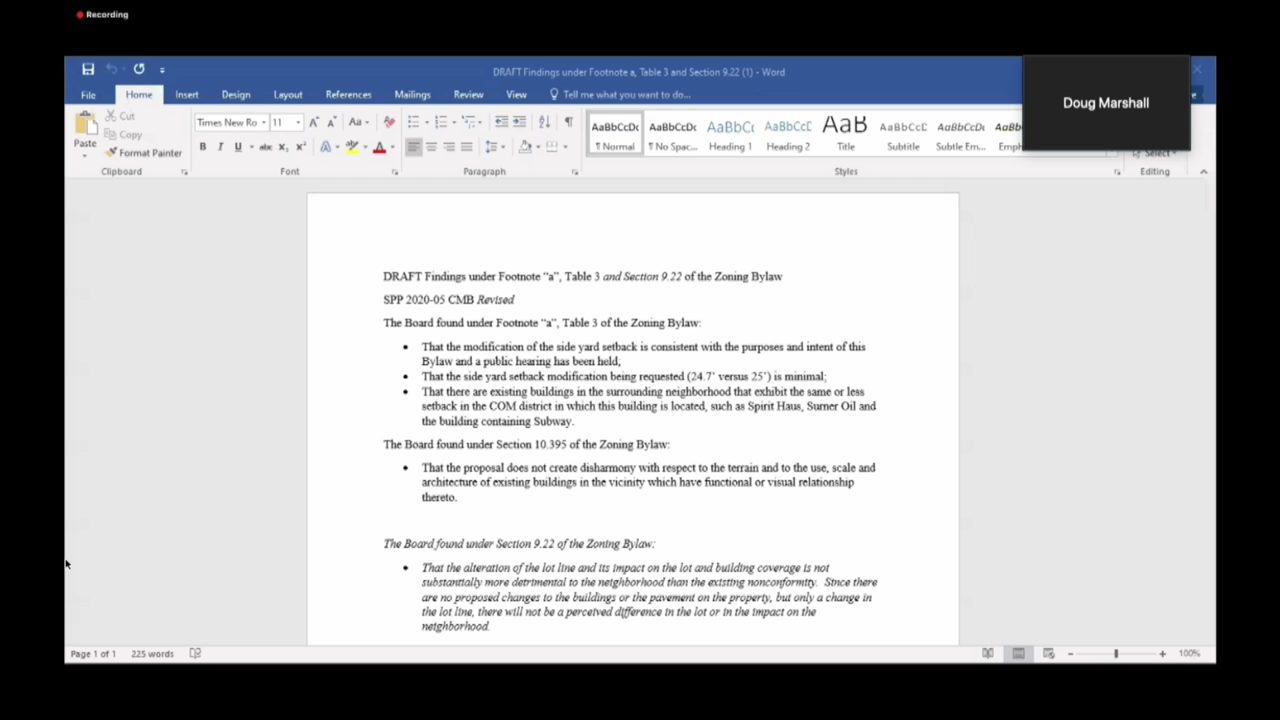 Recording
DRAFT Findings under Footnote a, Table 3 and Section 9.22 (1) - Word
Doug Marshall
File Home Insert Design Layout References Mailings Review View Tell me what you want to do...
Cut
Copy
Paste
Format Painter
Times New Ro 11
Aa
B I U abc x₂ x² A ab A
AaBbCcDc AaBbCcDc AaBbCc AaBbCcD AaB AaBbCcD AaBbCcDc AaBb
¶ Normal ¶ No Spac... Heading 1 Heading 2 Title Subtitle Subtle Em... Emph
Select
Clipboard Font Paragraph Styles Editing
DRAFT Findings under Footnote “a”, Table 3 and Section 9.22 of the Zoning Bylaw
SPP 2020-05 CMB Revised
The Board found under Footnote “a”, Table 3 of the Zoning Bylaw:
• That the modification of the side yard setback is consistent with the purposes and intent of this
Bylaw and a public hearing has been held;
• That the side yard setback modification being requested (24.7’ versus 25’) is minimal;
• That there are existing buildings in the surrounding neighborhood that exhibit the same or less
setback in the COM district in which this building is located, such as Spirit Haus, Surner Oil and
the building containing Subway.
The Board found under Section 10.395 of the Zoning Bylaw:
• That the proposal does not create disharmony with respect to the terrain and to the use, scale and
architecture of existing buildings in the vicinity which have functional or visual relationship
thereto.
The Board found under Section 9.22 of the Zoning Bylaw:
• That the alteration of the lot line and its impact on the lot and building coverage is not
substantially more detrimental to the neighborhood than the existing nonconformity. Since there
are no proposed changes to the buildings or the pavement on the property, but only a change in
the lot line, there will not be a perceived difference in the lot or in the impact on the
neighborhood.
Page 1 of 1 225 words 100%